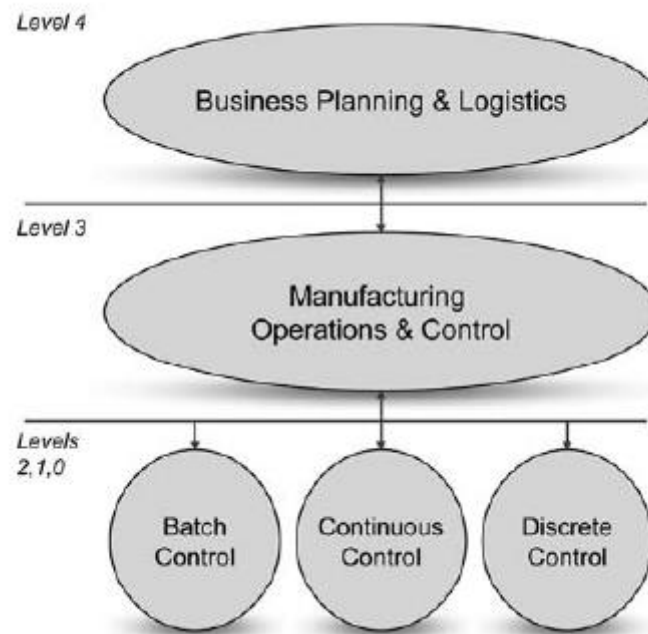 Level 4
Business Planning & Logistics
Level 3
Manufacturing
Operations & Control
Levels
2,1,0
Batch
Control
Continuous
Control
Discrete
Control